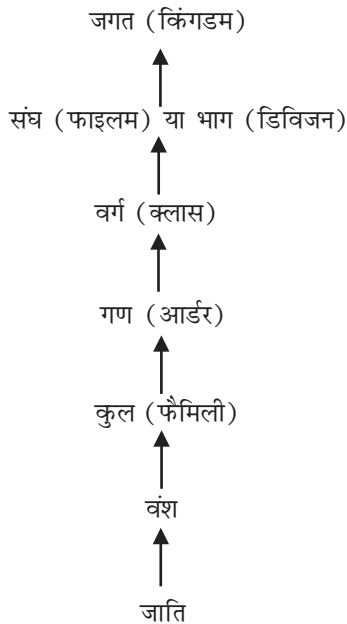 जगत (किंगडम)
संघ (फाइलम) या भाग (डिविजन)
वर्ग (क्लास)
गण (आर्डर)
कुल (फैमिली)
वंश
जाति